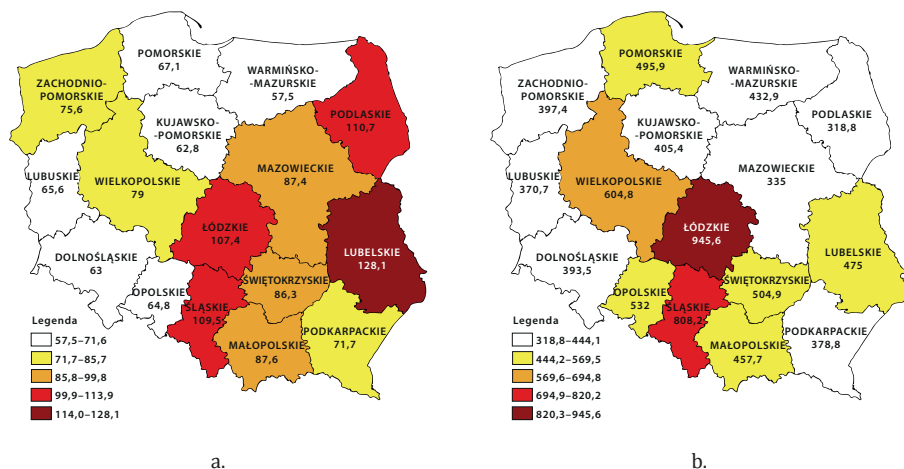 POMORSKIE
67,1
ZACHODNIO-
POMORSKIE
75,6
WARMIŃSKO-
-MAZURSKIE
57,5
PODLASKIE
110,7
KUJAWSKO-
-POMORSKIE
62,8
MAZOWIECKIE
87,4
LUBUSKIE
65,6
WIELKOPOLSKIE
79
ŁÓDZKIE
107,4
LUBELSKIE
128,1
DOLNOŚLĄSKIE
63
OPOLSKIE
64,8
ŚLĄSKIE
109,5
ŚWIĘTOKRZYSKIE
86,3
MAŁOPOLSKIE
87,6
PODKARPACKIE
71,7
Legenda
57,5–71,6
71,7–85,7
85,8–99,8
99,9–113,9
114,0–128,1
a.
POMORSKIE
495,9
ZACHODNIO-
-POMORSKIE
397,4
WARMIŃSKO-
-MAZURSKIE
432,9
PODLASKIE
318,8
KUJAWSKO-
-POMORSKIE
405,4
MAZOWIECKIE
335
LUBUSKIE
370,7
WIELKOPOLSKIE
604,8
ŁÓDZKIE
945,6
LUBELSKIE
475
DOLNOŚLĄSKIE
393,5
OPOLSKIE
532
ŚLĄSKIE
808,2
ŚWIĘTOKRZYSKIE
504,9
MAŁOPOLSKIE
457,7
PODKARPACKIE
378,8
Legenda
318,8–444,1
444,2–569,5
569,6–694,8
694,9–820,2
820,3–945,6
b.